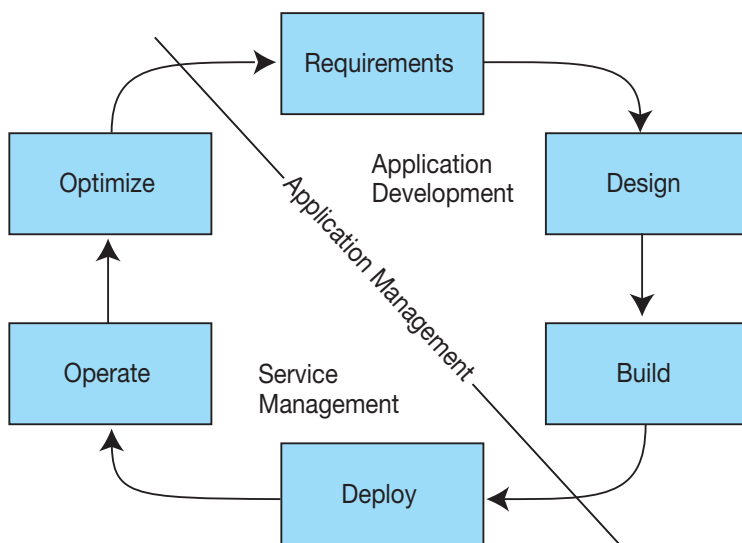 Requirements
Optimize
Application
Development
Design
Application Management
Operate
Service
Management
Build
Deploy